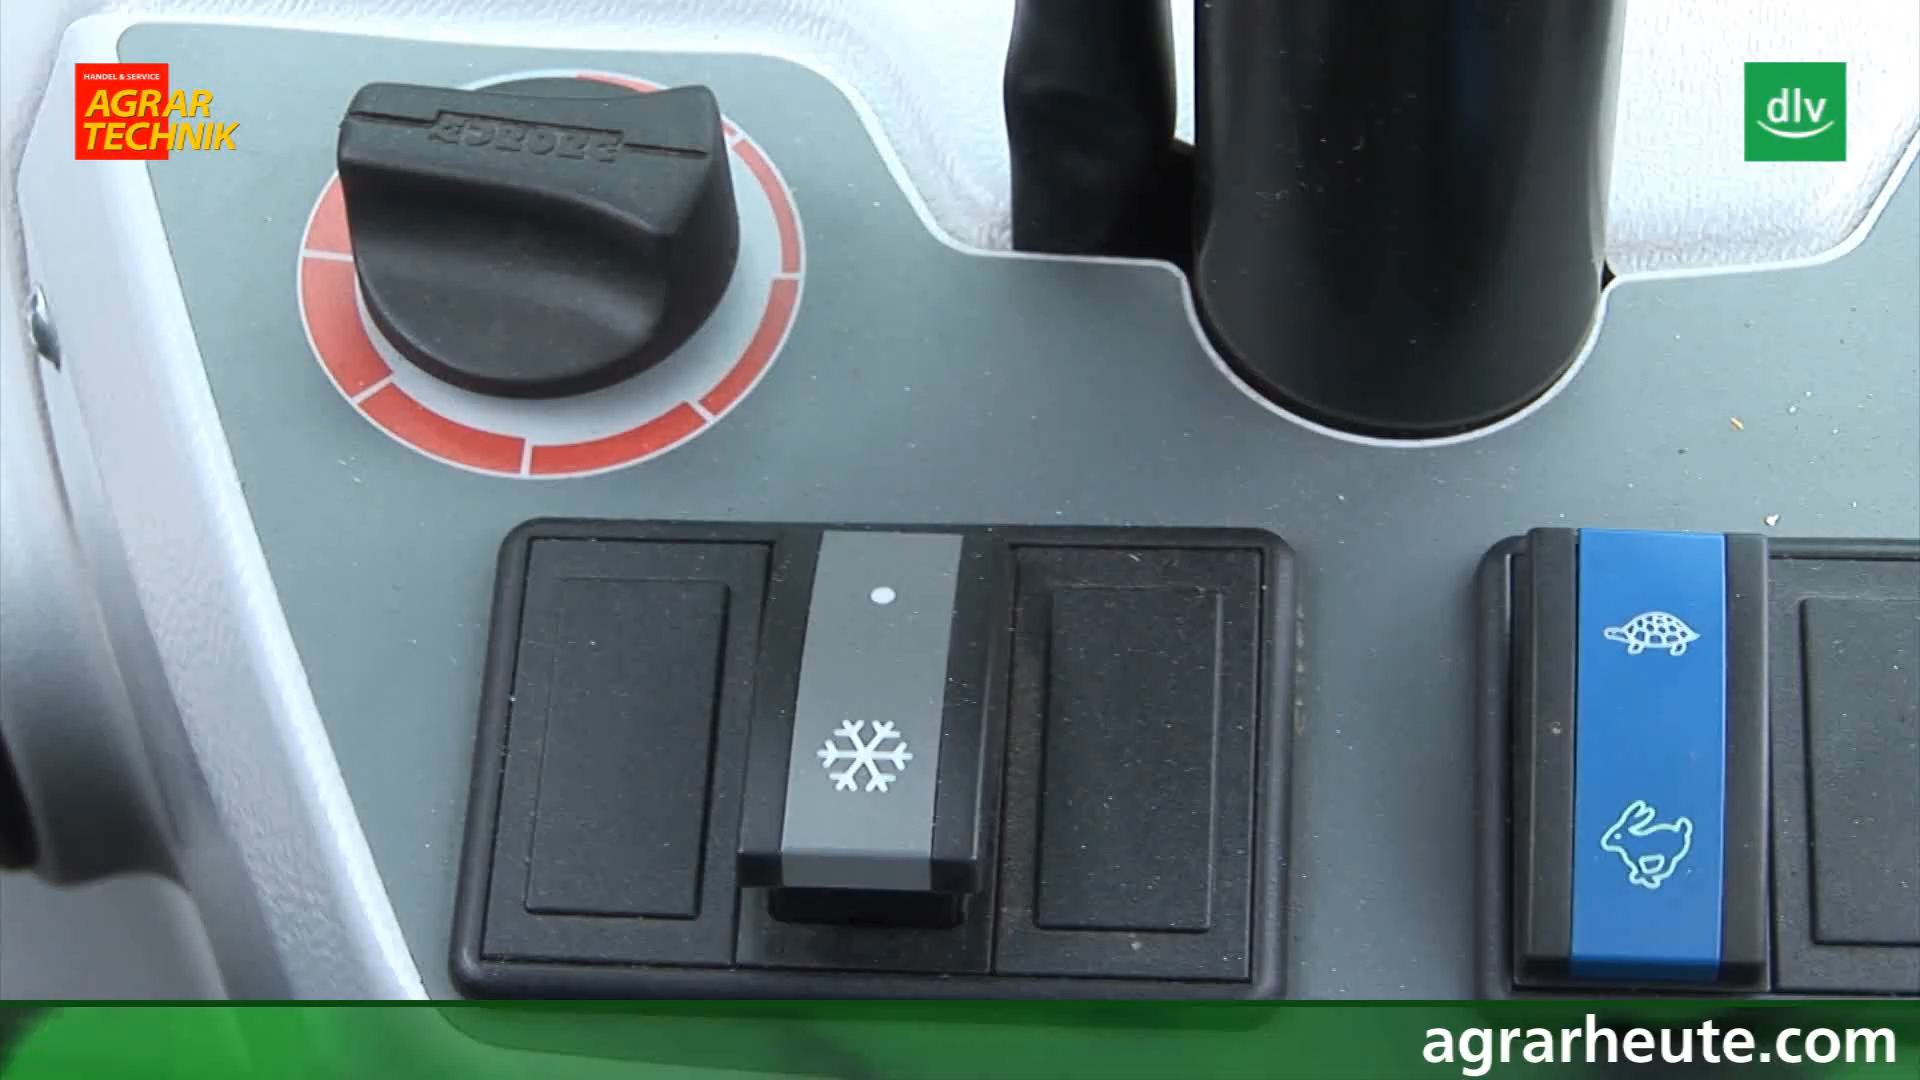 HANDEL & SERVICE
AGRAR
TECHNIK
dlv
agrarheute.com